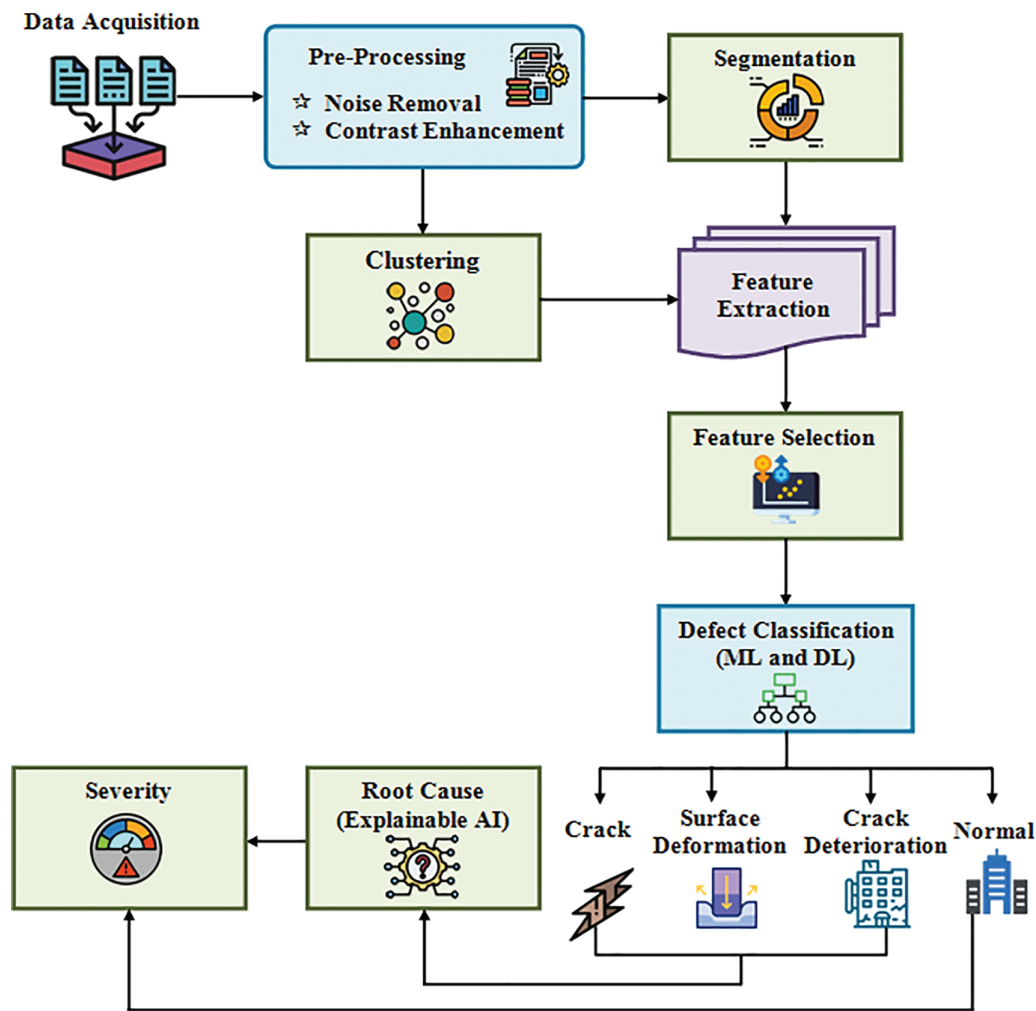 Data Acquisition
Pre-Processing
Noise Removal
Contrast Enhancement
Segmentation
Clustering
Feature
Extraction
Feature Selection
Defect Classification
(ML and DL)
Severity
Root Cause
(Explainable AI)
?
Crack
Surface
Deformation
Crack
Deterioration
Normal